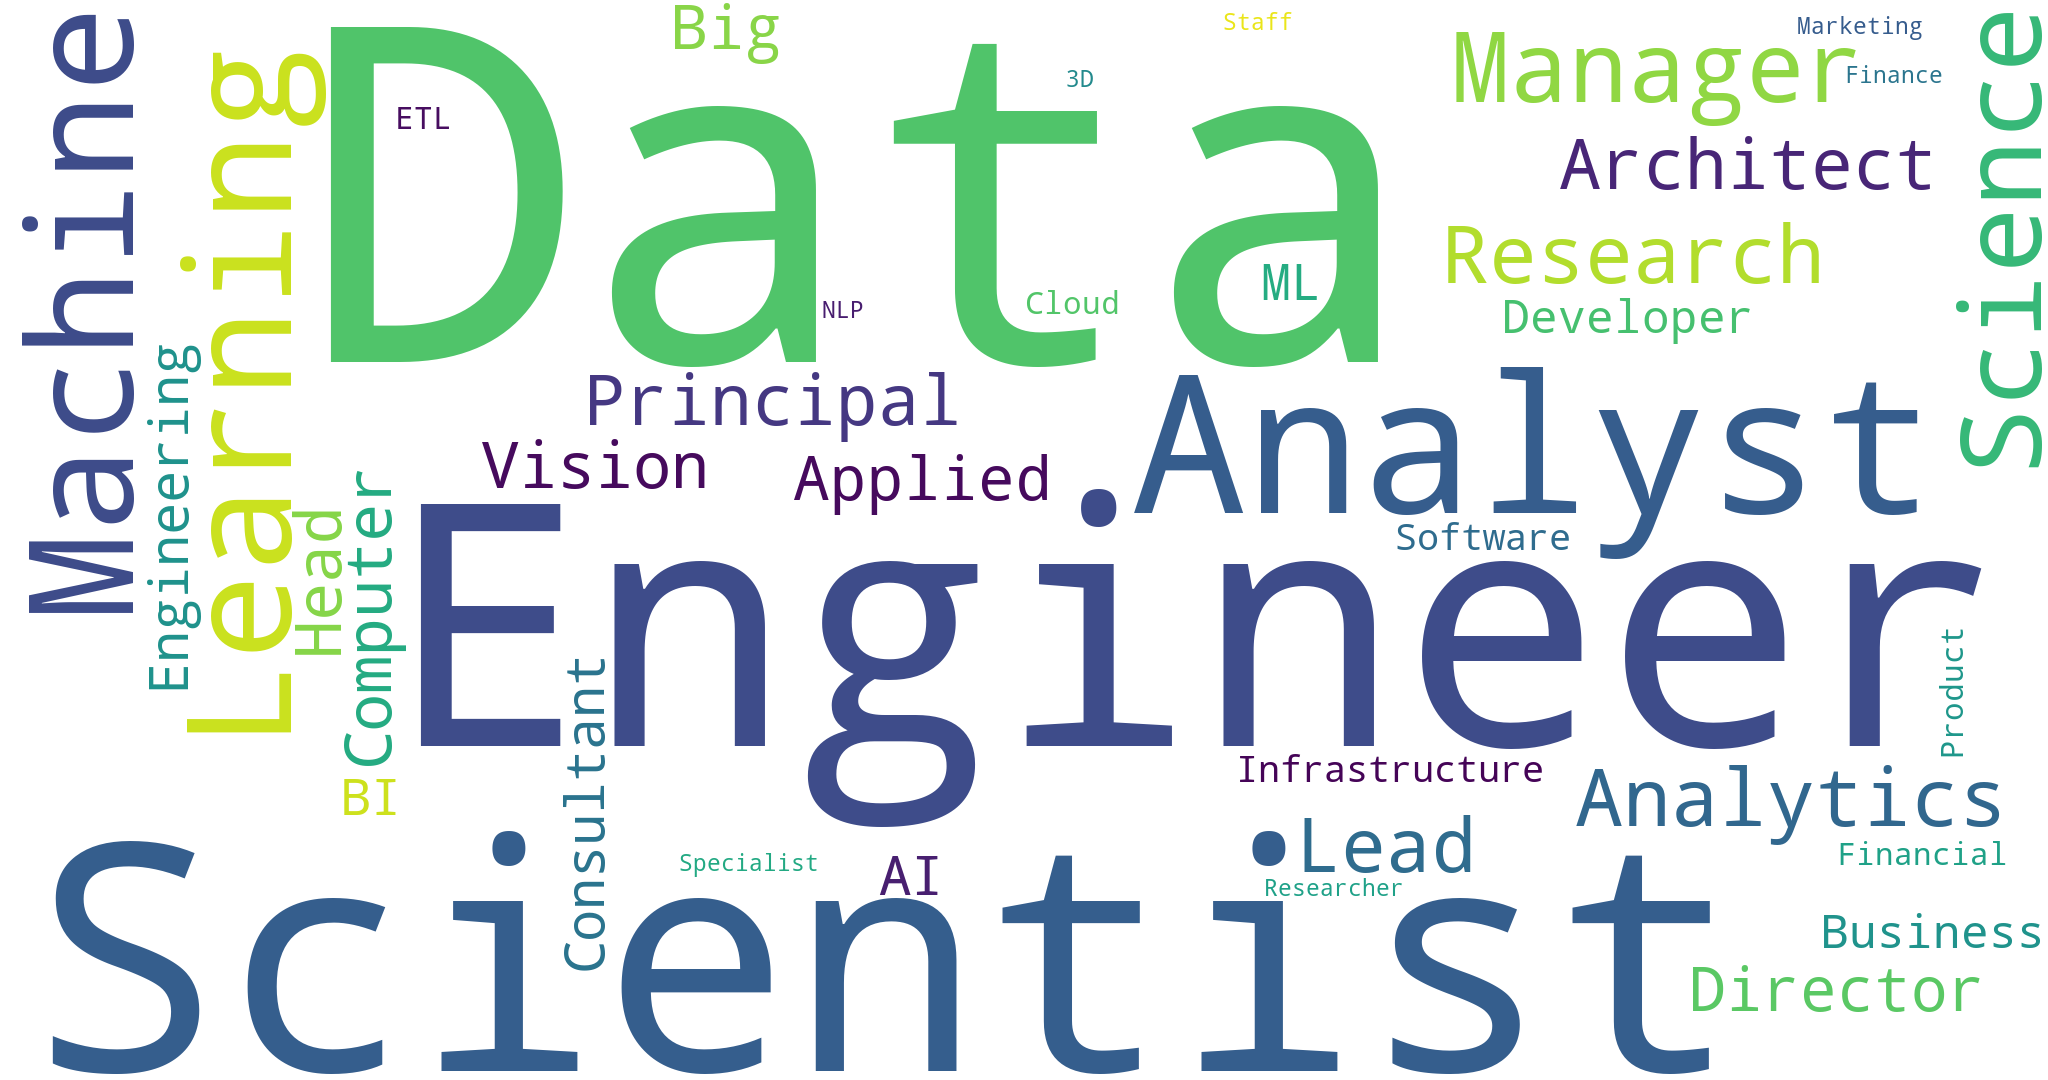 Machine
Learning
Data
Big
Staff
Marketing
Manager
Finance
3D
ETL
Architect
Science
Research
ML
NLP
Cloud
Developer
Engineering
Principal
Analyst
Vision
Applied
Head
Computer
Software
Engineer
Product
Consultant
BI
Infrastructure
Analytics
Lead
Financial
Specialist
AI
Researcher
Scientist
Business
Director